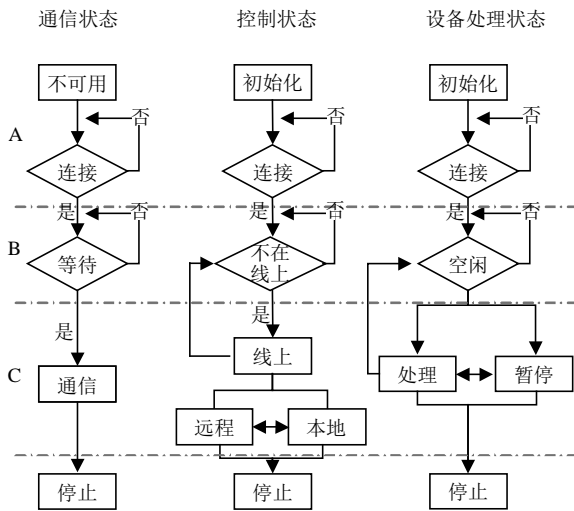 通信状态 控制状态 设备处理状态
不可用 初始化 初始化
否 否 否
A
连接 连接 连接
是 否 是 否 是 否
B
等待 不在线上 空闲
是 是
线上
C
通信 处理 暂停
远程 本地
停止 停止 停止